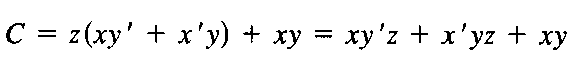 C = z(xy' + x'y) + xy = xy'z + x'yz + xy